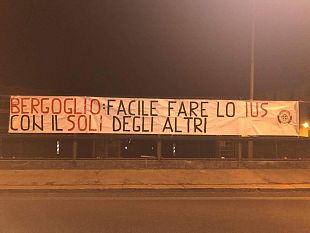 BERGOGLIO: FACILE FARE LO IUS
CON IL SOLI DEGLI ALTRI